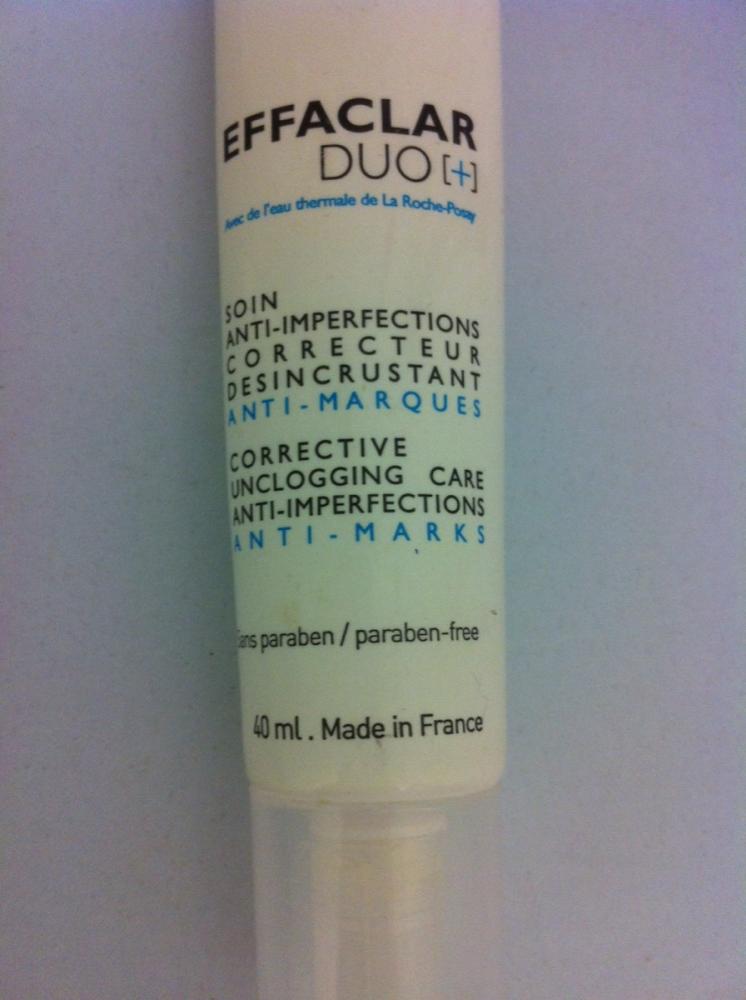 EFFACLAR
DUO [+]
Avec de l'eau thermale de La Roche-Posay
SOIN
ANTI-IMPERFECTIONS
CORRECTEUR
DESINCRUSTANT
ANTI-MARQUES
CORRECTIVE
UNCLOGGING CARE
ANTI-IMPERFECTIONS
ANTI-MARKS
Sans paraben / paraben-free
40 ml . Made in France